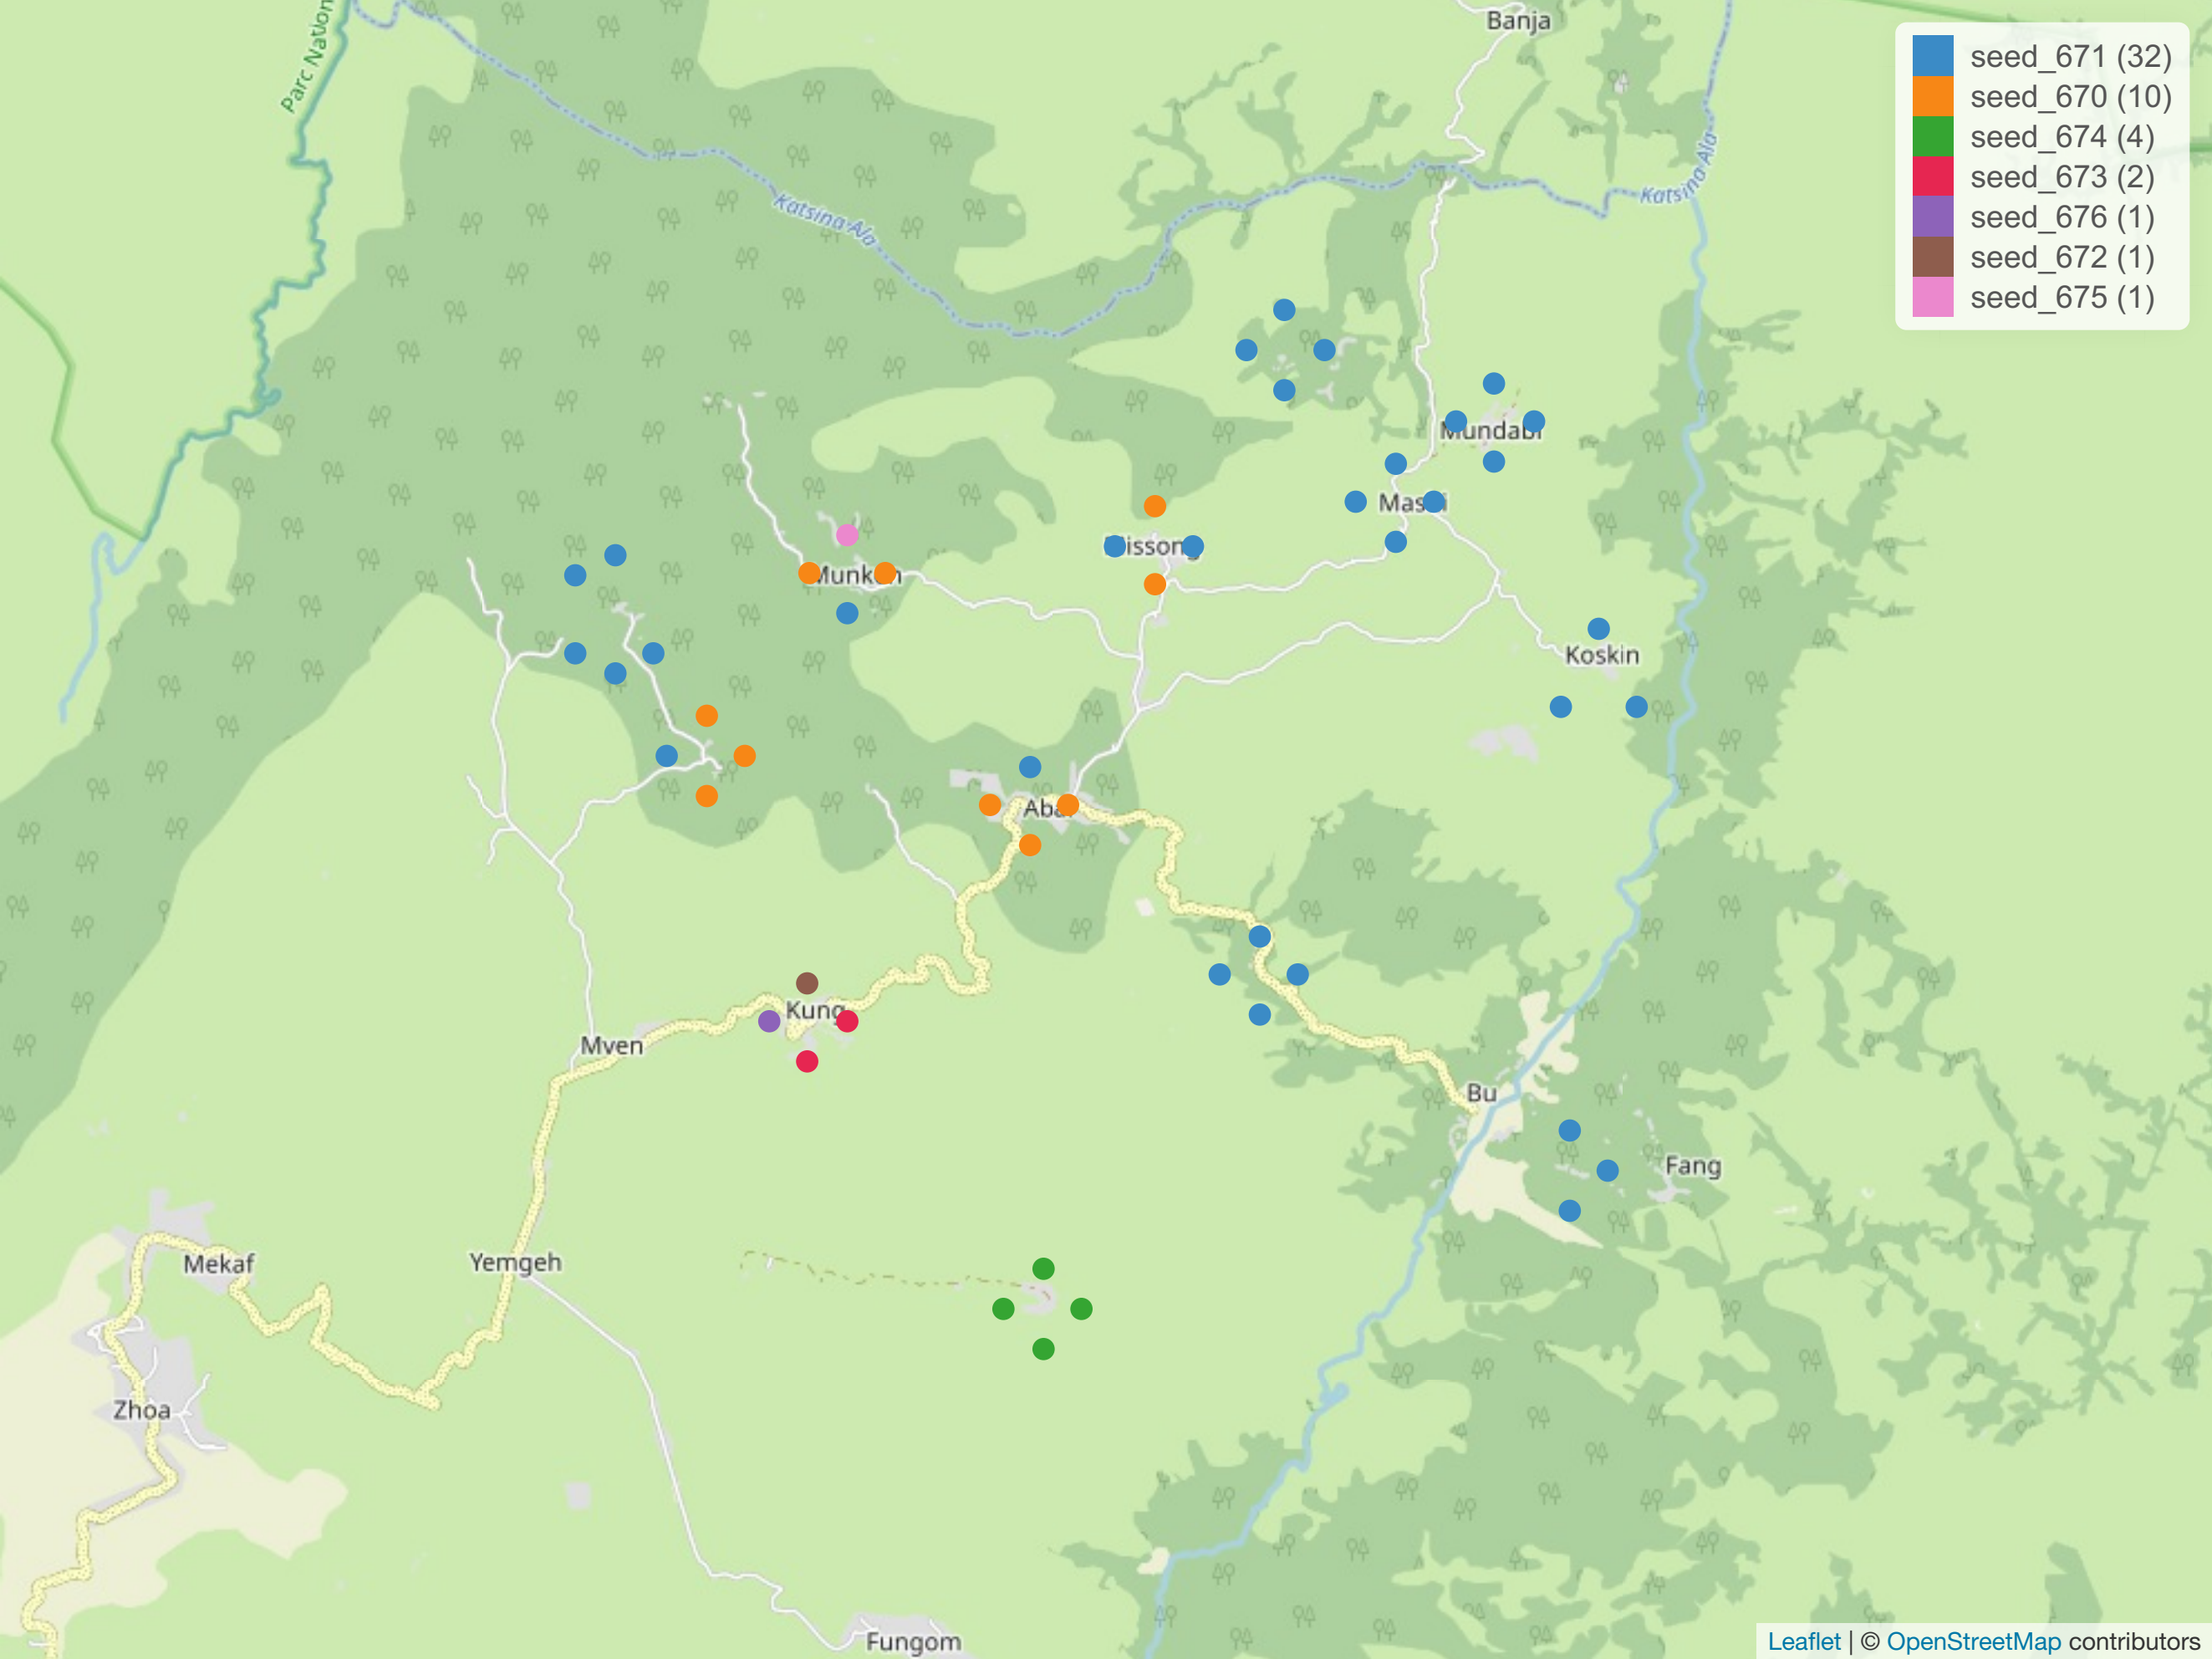 Banja
Parc Nation
seed_671 (32)
seed_670 (10)
seed_674 (4)
seed_673 (2)
seed_676 (1)
seed_672 (1)
seed_675 (1)
Katsina-Ala
Katsina-Ala
Mundabi
Koskin
Kung
Mven
Bu
Fang
Mekaf
Yemgeh
Zhoa
Fungom
Leaflet | © OpenStreetMap contributors